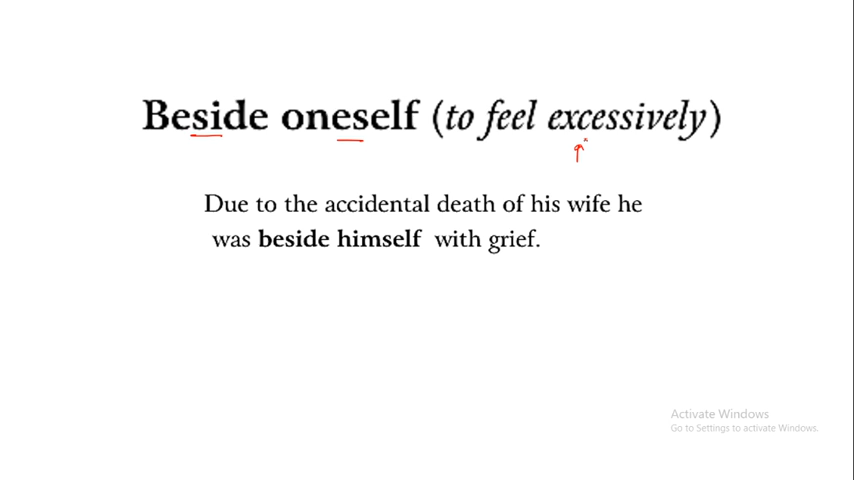 Beside oneself (to feel excessively)
Due to the accidental death of his wife he
was beside himself with grief.
Activate Windows
Go to Settings to activate Windows.